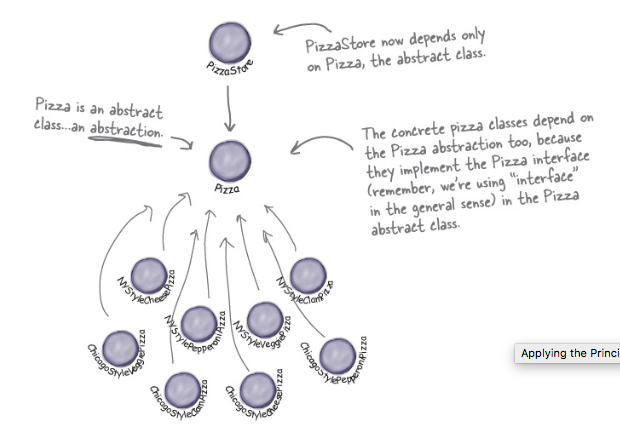 PizzaStore now depends only
on Pizza, the abstract class.
PizzaStore
Pizza is an abstract
class...an abstraction.
The concrete pizza classes depend on
the Pizza abstraction too, because
they implement the Pizza interface
(remember, we're using "interface"
in the general sense) in the Pizza
abstract class.
Pizza
NYStyleCheesePizza
NYStyleClamPizza
NYStylePepperoniPizza
NYStyleVeggiePizza
ChicagoStyleVeggiePizza
ChicagoStylePepperoniPizza
ChicagoStyleClamPizza
ChicagoStyleCheesePizza
Applying the Princi